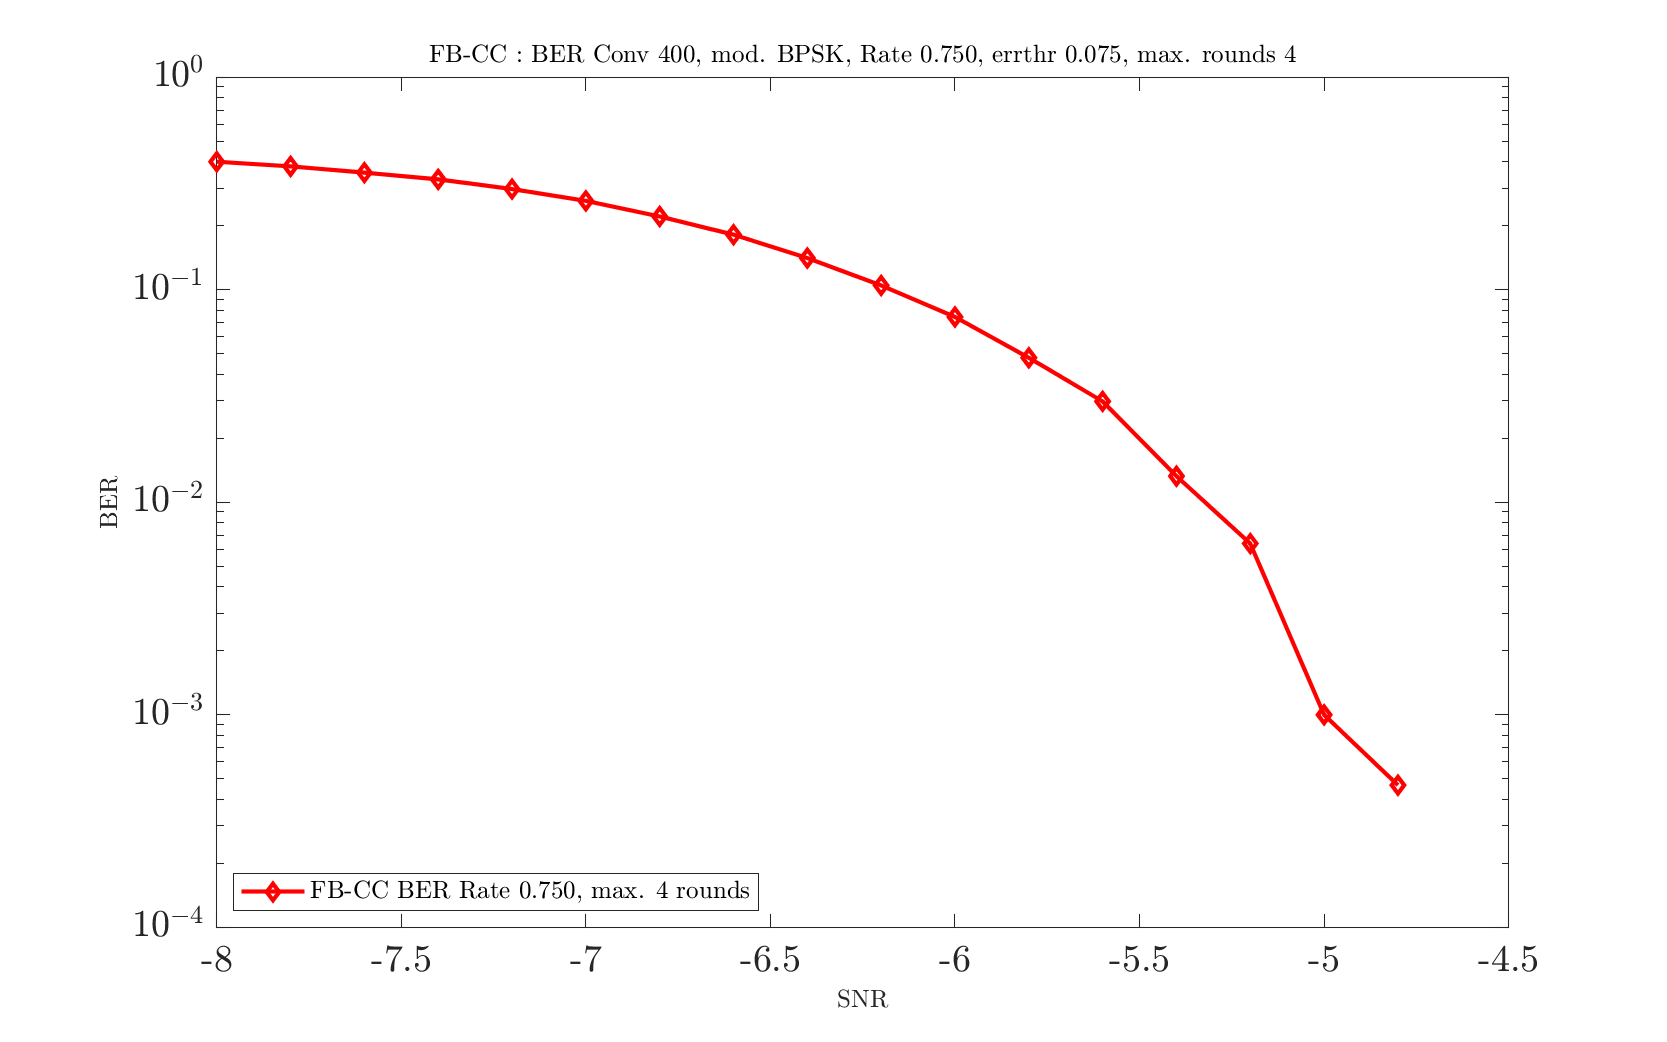 FB-CC : BER Conv 400, mod. BPSK, Rate 0.750, errthr 0.075, max. rounds 4
10^0
10^-1
10^-2
10^-3
10^-4
BER
FB-CC BER Rate 0.750, max. 4 rounds
-8 -7.5 -7 -6.5 -6 -5.5 -5 -4.5
SNR